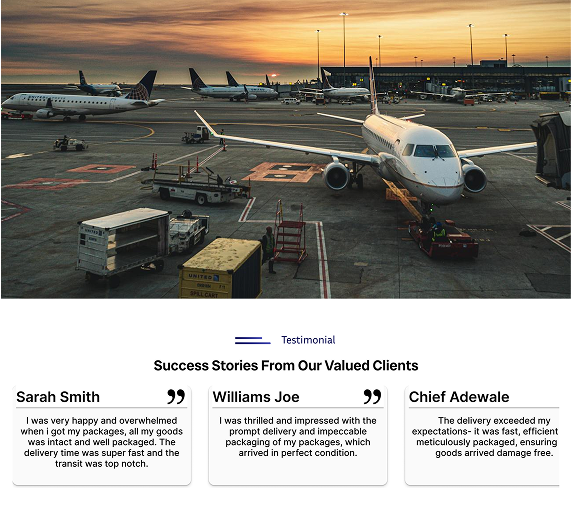 UNITED
UNITED
SPILL CART
Testimonial
Success Stories From Our Valued Clients
Sarah Smith
I was very happy and overwhelmed
when i got my packages, all my goods
was intact and well packaged. The
delivery time was super fast and the
transit was top notch.
Williams Joe
I was thrilled and impressed with the
prompt delivery and impeccable
packaging of my packages, which
arrived in perfect condition.
Chief Adewale
The delivery exceeded my
expectations- it was fast, efficient
meticulously packaged, ensuring
goods arrived damage free.